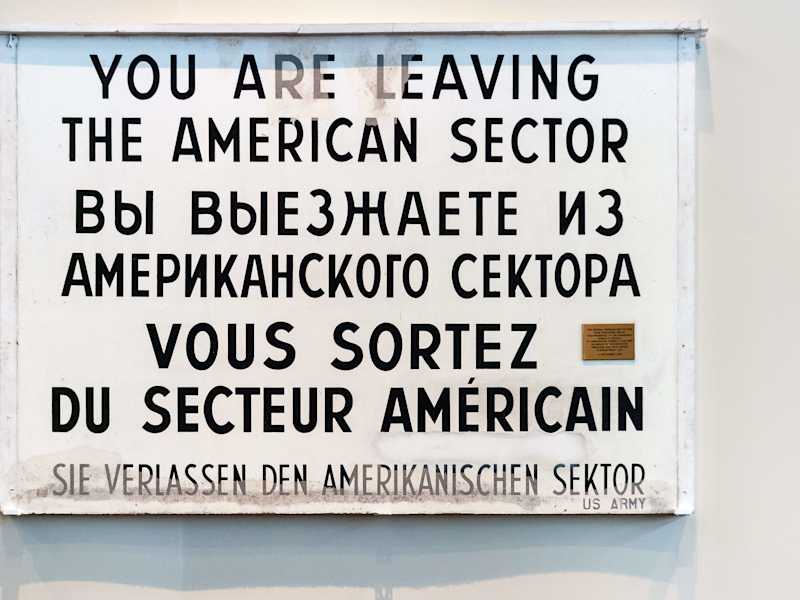 YOU ARE LEAVING
THE AMERICAN SECTOR
ВЫ ВЫЕЗЖАЕТЕ ИЗ
АМЕРИКАНСКОГО СЕКТОРА
VOUS SORTEZ
DU SECTEUR AMÉRICAIN
SIE VERLASSEN DEN AMERIKANISCHEN SEKTOR
US ARMY